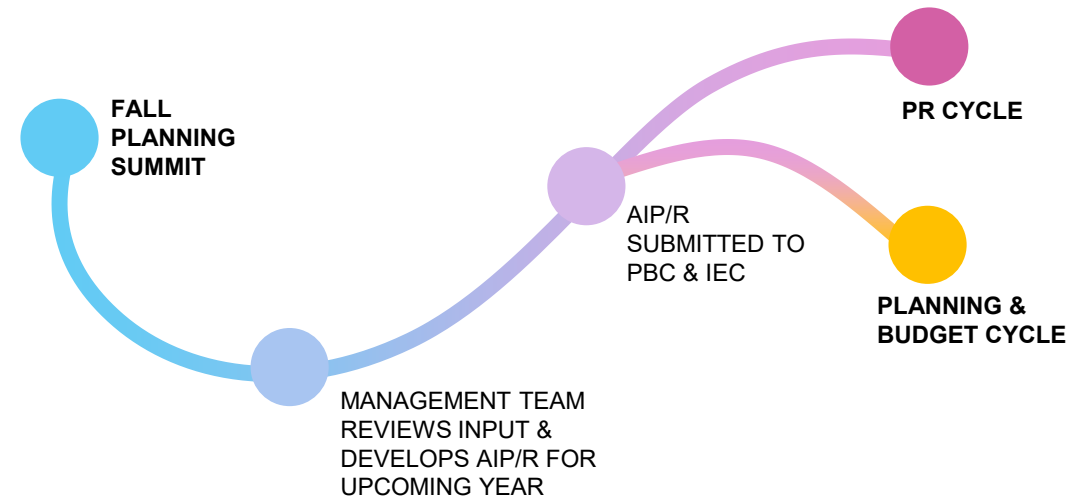 FALL
PLANNING
SUMMIT
MANAGEMENT TEAM
REVIEWS INPUT &
DEVELOPS AIP/R FOR
UPCOMING YEAR
AIP/R
SUBMITTED TO
PBC & IEC
PR CYCLE
PLANNING &
BUDGET CYCLE